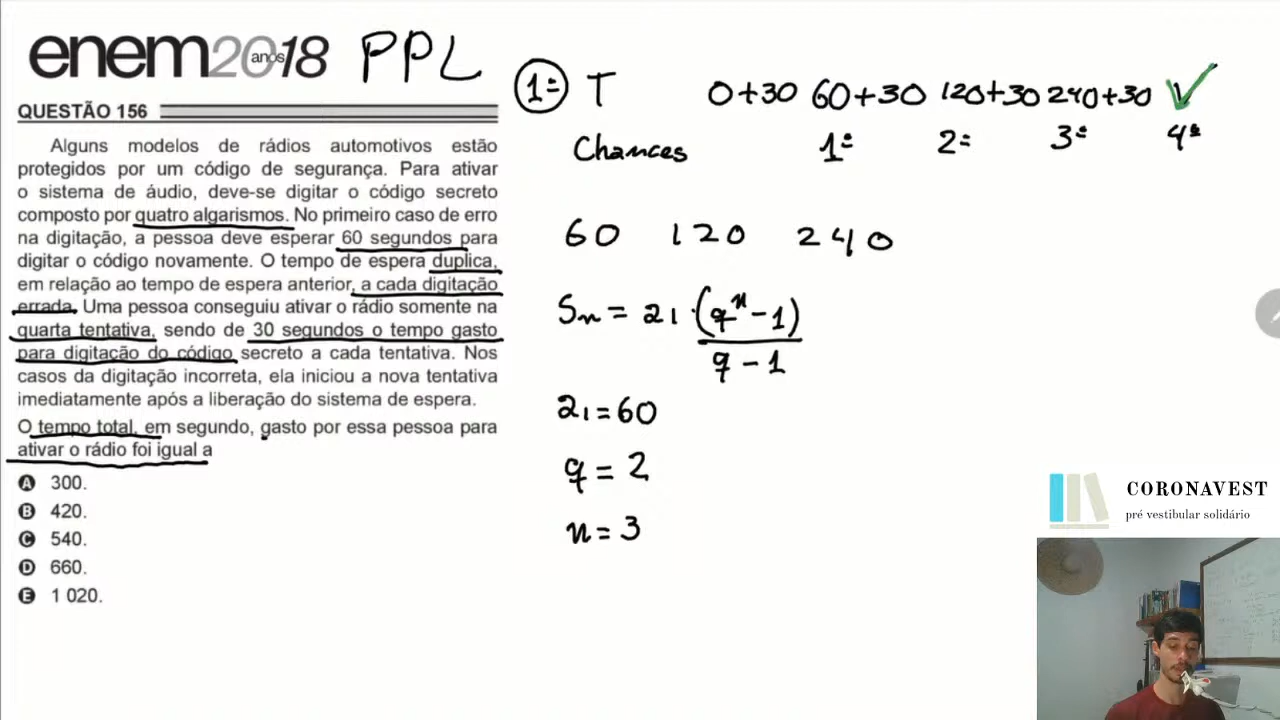 enem2018 PPL
anos
QUESTÃO 156
Alguns modelos de rádios automotivos estão
protegidos por um código de segurança. Para ativar
o sistema de áudio, deve-se digitar o código secreto
composto por quatro algarismos. No primeiro caso de erro
na digitação, a pessoa deve esperar 60 segundos para
digitar o código novamente. O tempo de espera duplica,
em relação ao tempo de espera anterior, a cada digitação
errada. Uma pessoa conseguiu ativar o rádio somente na
quarta tentativa, sendo de 30 segundos o tempo gasto
para digitação do código secreto a cada tentativa. Nos
casos da digitação incorreta, ela iniciou a nova tentativa
imediatamente após a liberação do sistema de espera.
O tempo total, em segundo, gasto por essa pessoa para
ativar o rádio foi igual a
A 300.
B 420.
C 540.
D 660.
E 1 020.
1= T 0+30 60+30 120+30 240+30
Chances 1ª 2ª 3ª 4ª
60 120 240
Sn = a1 · (q^n - 1)
q - 1
a1 = 60
q = 2
n = 3
CORONAVEST
pré vestibular solidário